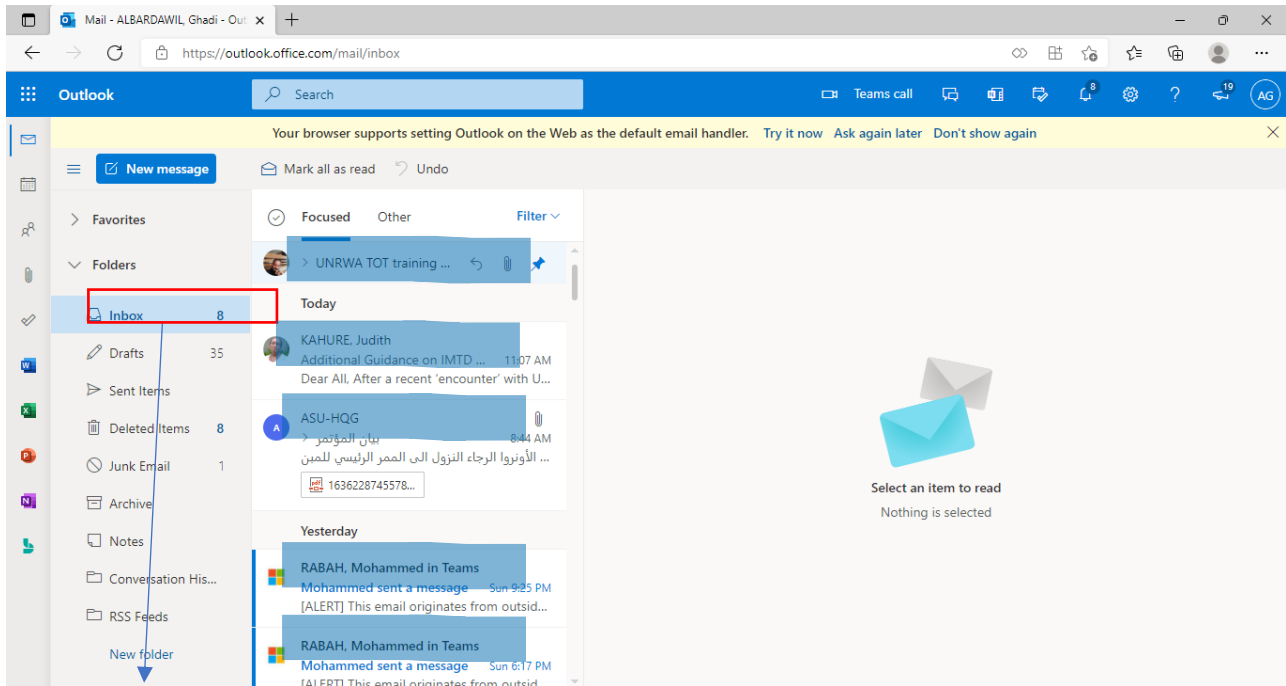 Mail - ALBARDAWIL, Ghadi - Out
https://outlook.office.com/mail/inbox
Outlook
Search
Teams call
8
19
AG
Your browser supports setting Outlook on the Web as the default email handler. Try it now Ask again later Don't show again
New message
Mark all as read
Undo
Favorites
Folders
Inbox 8
Drafts 35
Sent Items
Deleted Items 8
Junk Email 1
Archive
Notes
Conversation His...
RSS Feeds
New folder
Focused Other Filter
UNRWA TOT training ...
Today
KAHURE, Judith
Additional Guidance on IMTD ... 11:07 AM
Dear All, After a recent 'encounter' with U...
A
ASU-HQG
بيان المؤتمر 8:44 AM
الأونروا الرجاء النزول الى الممر الرئيسي للمبن ...
1636228745578...
Yesterday
RABAH, Mohammed in Teams
Mohammed sent a message Sun 9:25 PM
[ALERT] This email originates from outsid...
RABAH, Mohammed in Teams
Mohammed sent a message Sun 6:17 PM
[ALERT] This email originates from outsid
Select an item to read
Nothing is selected